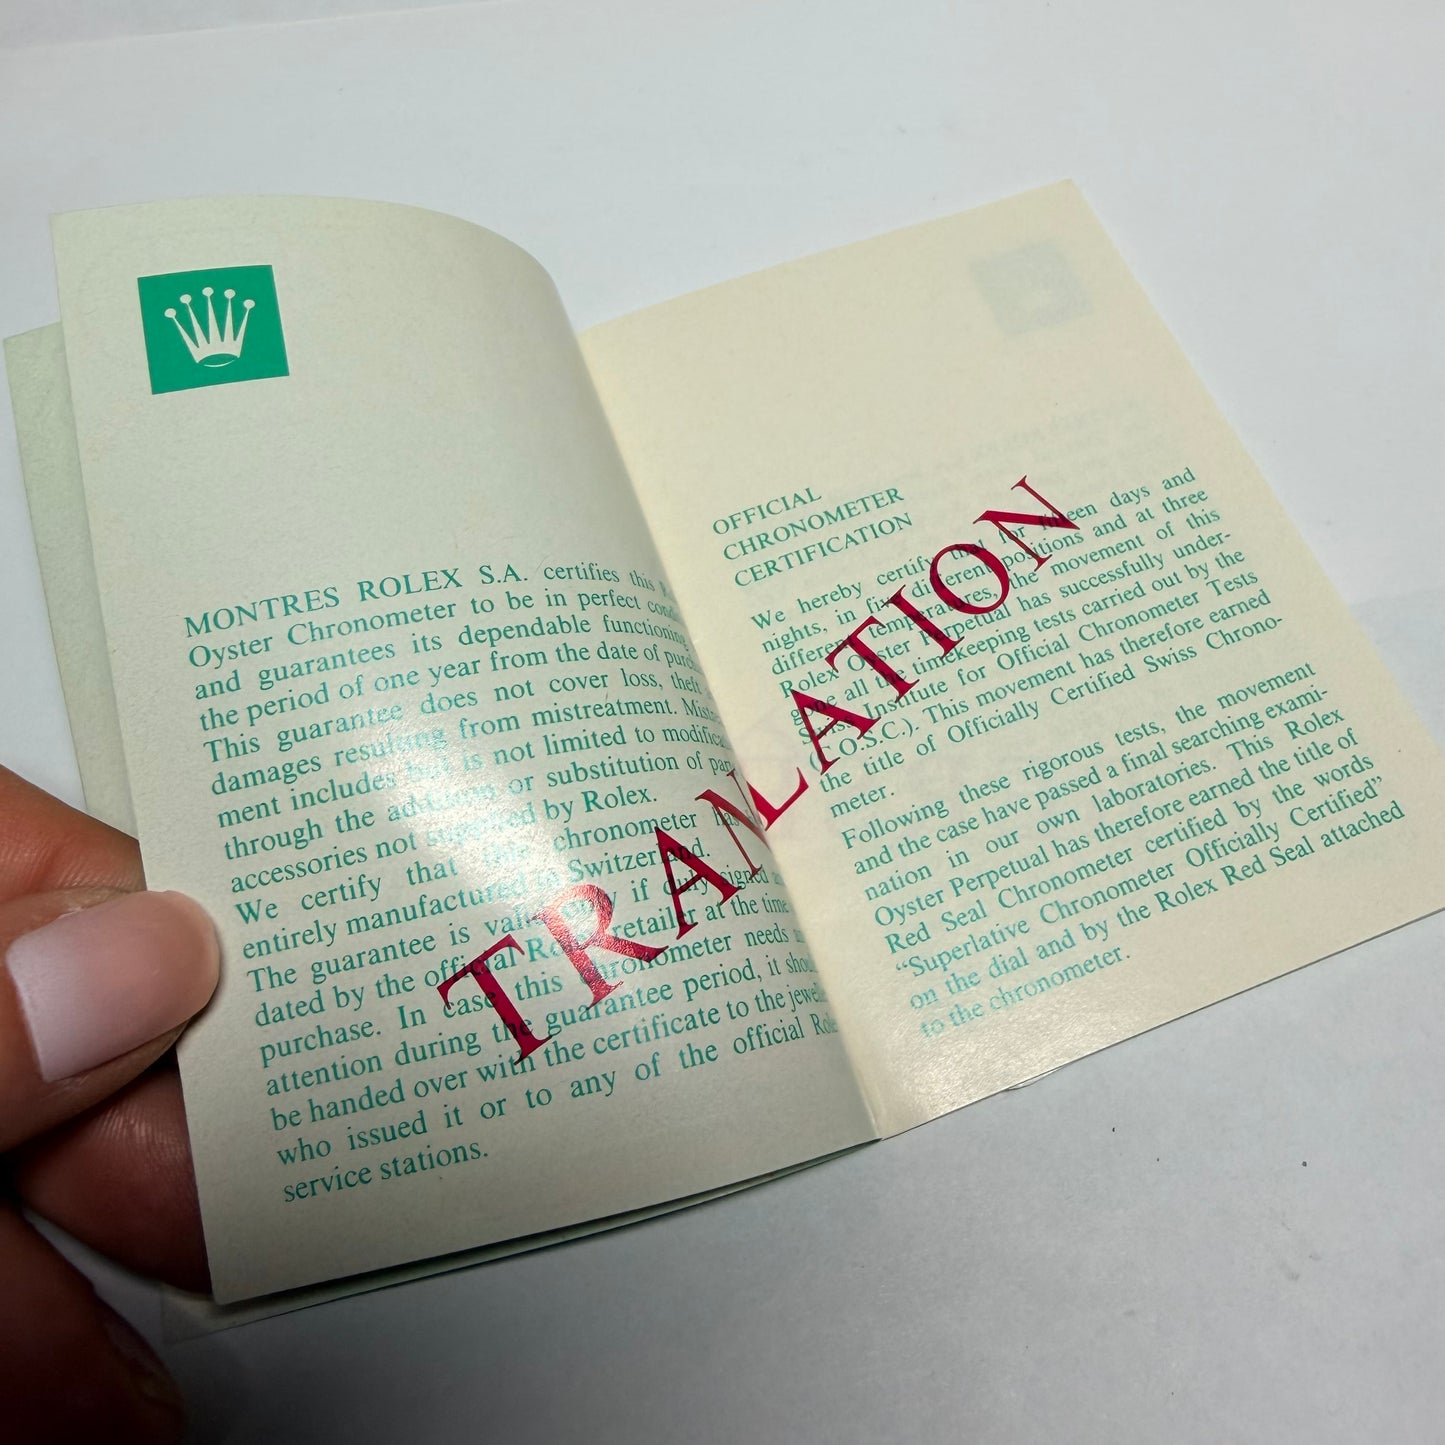 MONTRES ROLEX S.A. certifies this
Oyster Chronometer to be in perfect
and guarantees its dependable functioning
the period of one year from the date of
This guarantee does not cover loss, theft
damages resulting from mistreatment.
ment includes but is not limited to
through the addition or substitution of
accessories not supplied by Rolex.
We certify that this chronometer has
entirely manufactured in Switzerland.
The guarantee is valid only if duly signed
dated by the official Rolex retailer at the time
purchase. In case this chronometer needs
attention during the guarantee period, it
be handed over with the certificate to the
who issued it or to any of the official
service stations.
OFFICIAL
CHRONOMETER
CERTIFICATION
We hereby certify that for fifteen days and
nights, in five different positions and at three
different temperatures, the movement of this
Rolex Oyster Perpetual has successfully under-
gone all the timekeeping tests carried out by the
Swiss Institute for Official Chronometer Tests
(C.O.S.C.). This movement has therefore earned
the title of Officially Certified Swiss Chrono-
meter.
Following these rigorous tests, the movement
and the case have passed a final searching exami-
nation in our own laboratories. This Rolex
Oyster Perpetual has therefore earned the title of
Red Seal Chronometer certified by the words
“Superlative Chronometer Officially Certified”
on the dial and by the Rolex Red Seal attached
to the chronometer.
TRANLATION